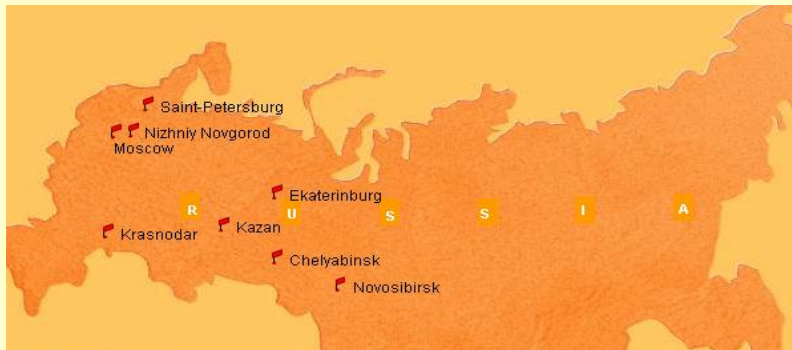 Saint-Petersburg
Nizhniy Novgorod
Moscow
Ekaterinburg
R U S S I A
Kazan
Krasnodar
Chelyabinsk
Novosibirsk